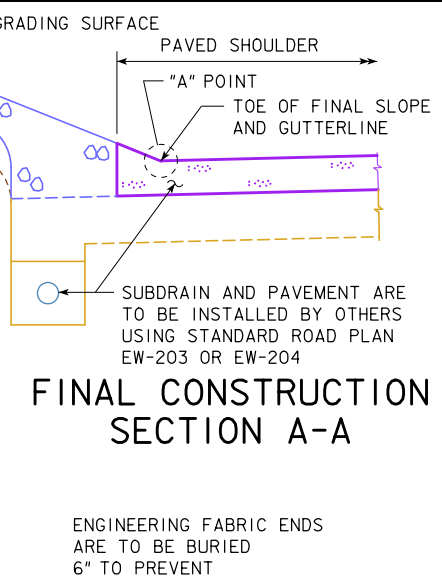 GRADING SURFACE
PAVED SHOULDER
"A" POINT
TOE OF FINAL SLOPE
AND GUTTERLINE
SUBDRAIN AND PAVEMENT ARE
TO BE INSTALLED BY OTHERS
USING STANDARD ROAD PLAN
EW-203 OR EW-204
FINAL CONSTRUCTION
SECTION A-A
ENGINEERING FABRIC ENDS
ARE TO BE BURIED
6" TO PREVENT